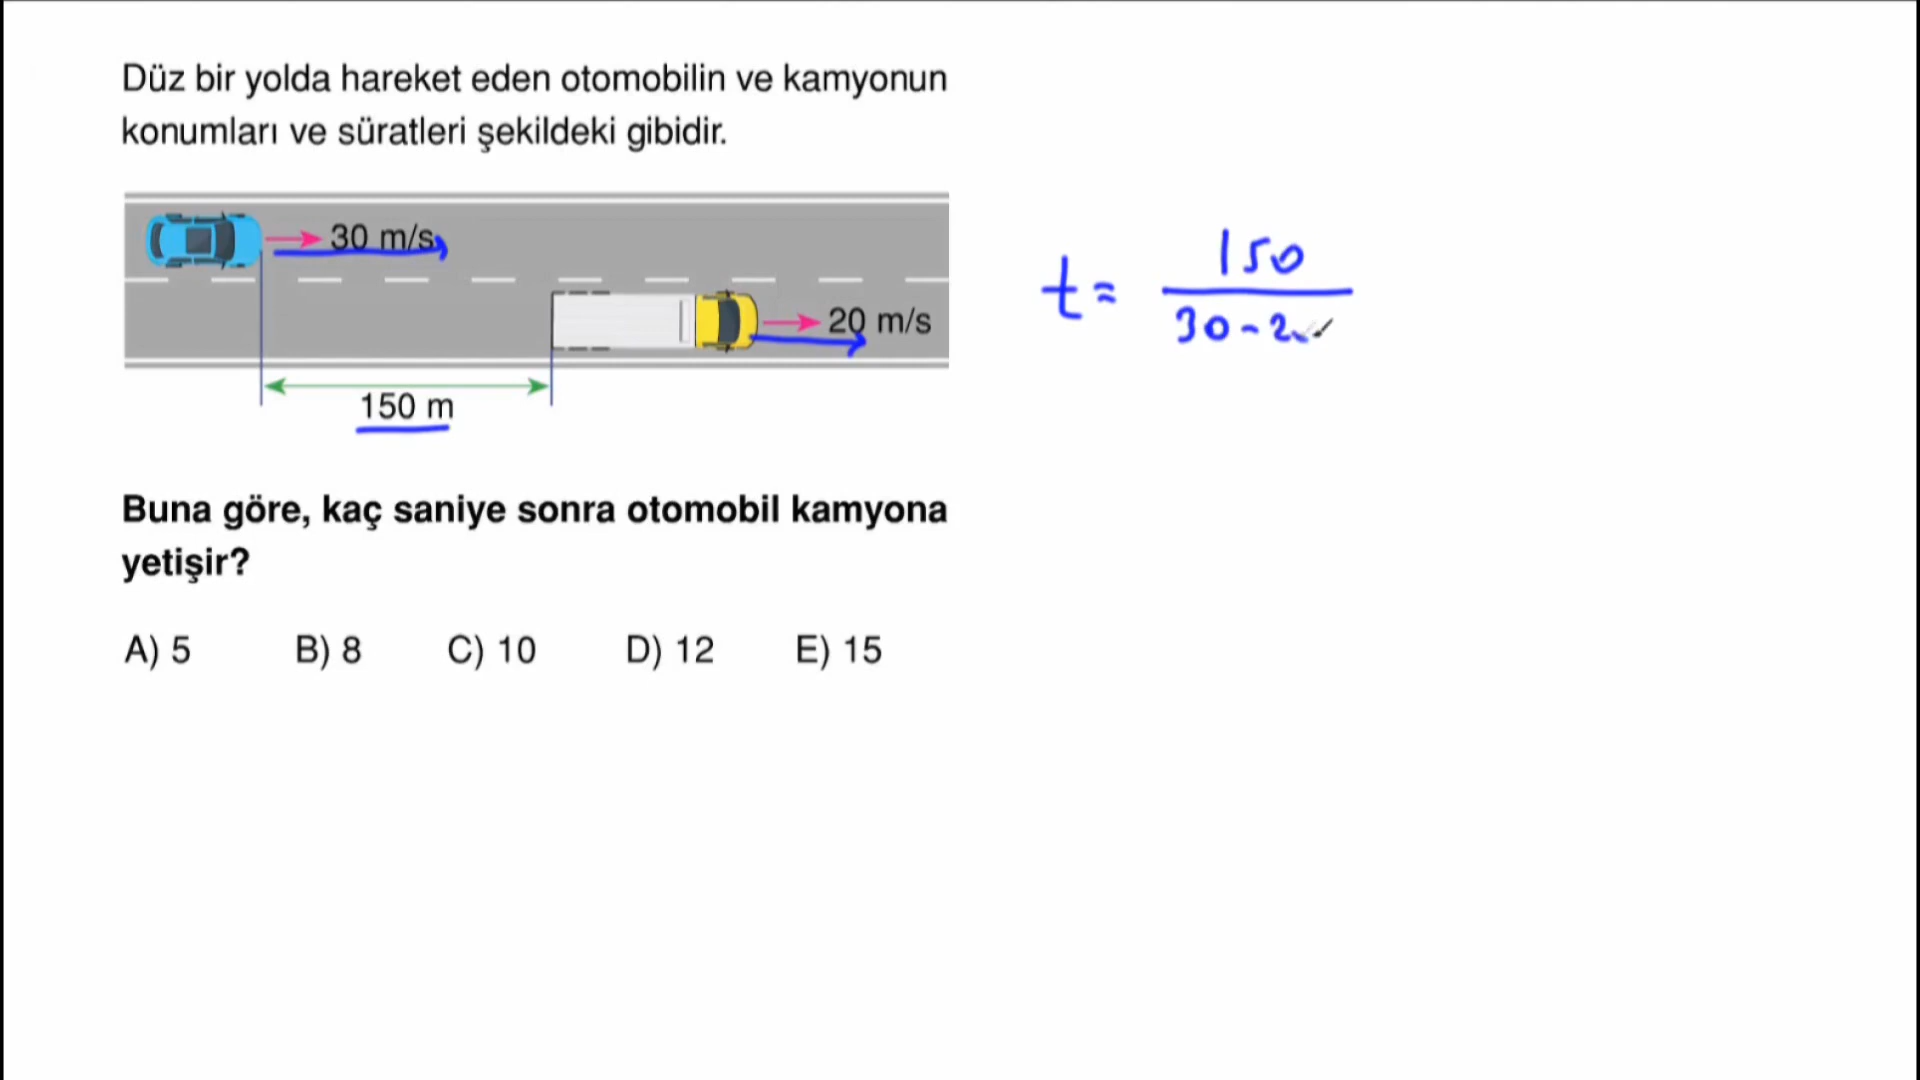 Düz bir yolda hareket eden otomobilin ve kamyonun
konumları ve süratleri şekildeki gibidir.
30 m/s
20 m/s
150 m
t=
150
30-2
Buna göre, kaç saniye sonra otomobil kamyona
yetişir?
A) 5 B) 8 C) 10 D) 12 E) 15